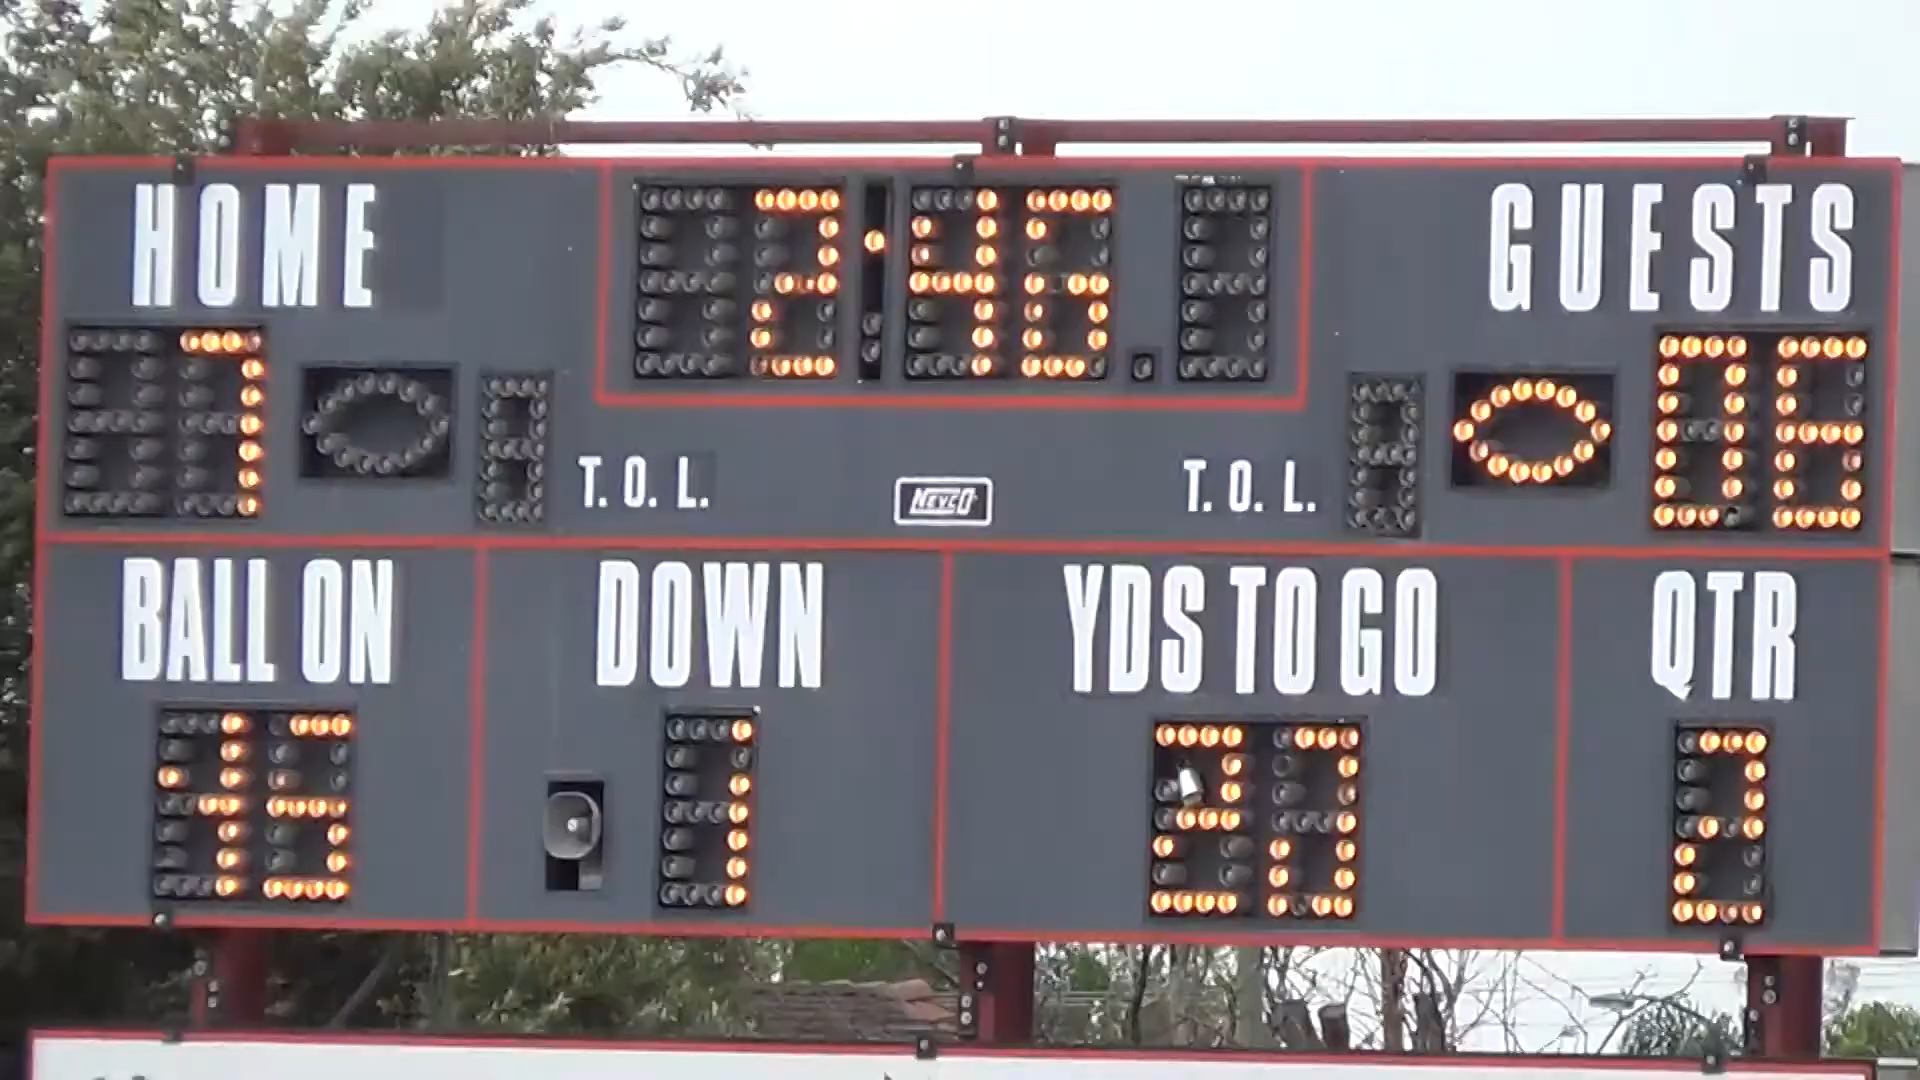 HOME
2:46
GUESTS
7
T. O. L.
NEVCO
T. O. L.
06
BALL ON
DOWN
YDS TO GO
QTR
45
1
20
2